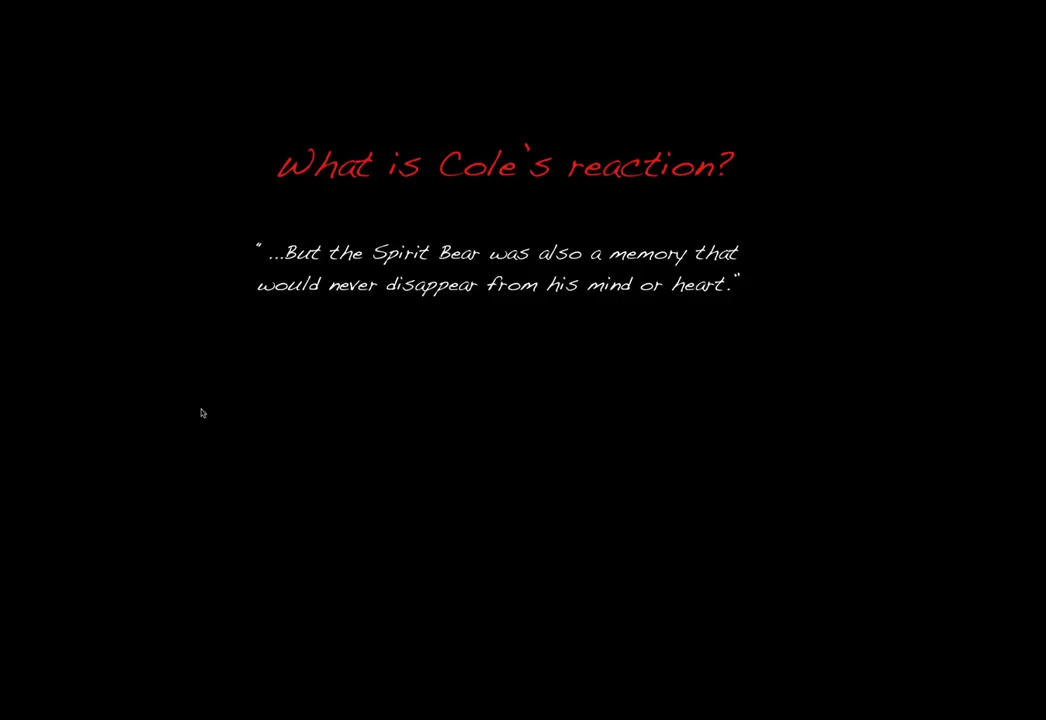 What is Cole's reaction?
"...But the Spirit Bear was also a memory that
would never disappear from his mind or heart."